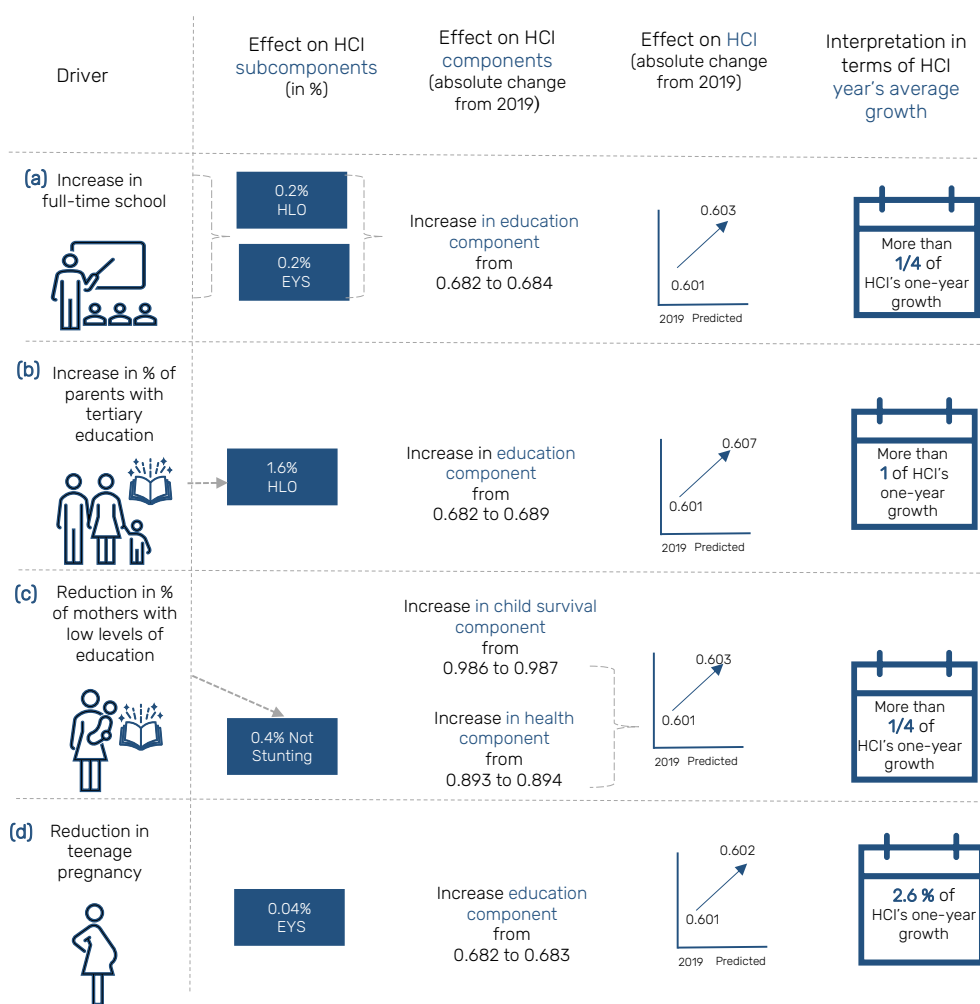 Driver
Effect on HCI
subcomponents
(in %)
Effect on HCI
components
(absolute change
from 2019)
Effect on HCI
(absolute change
from 2019)
Interpretation in
terms of HCI
year's average
growth
(a) Increase in
full-time school
0.2%
HLO
0.2%
EYS
Increase in education
component
from
0.682 to 0.684
0.603
0.601
2019 Predicted
More than
1/4 of
HCI's one-year
growth
(b) Increase in % of
parents with
tertiary
education
1.6%
HLO
Increase in education
component
from
0.682 to 0.689
0.607
0.601
2019 Predicted
More than
1 of HCI's
one-year
growth
(c) Reduction in %
of mothers with
low levels of
education
0.4% Not
Stunting
Increase in child survival
component
from
0.986 to 0.987
Increase in health
component
from
0.893 to 0.894
0.603
0.601
2019 Predicted
More than
1/4 of
HCI's one-year
growth
(d) Reduction in
teenage
pregnancy
0.04%
EYS
Increase education
component
from
0.682 to 0.683
0.602
0.601
2019 Predicted
2.6 % of
HCI's one-year
growth